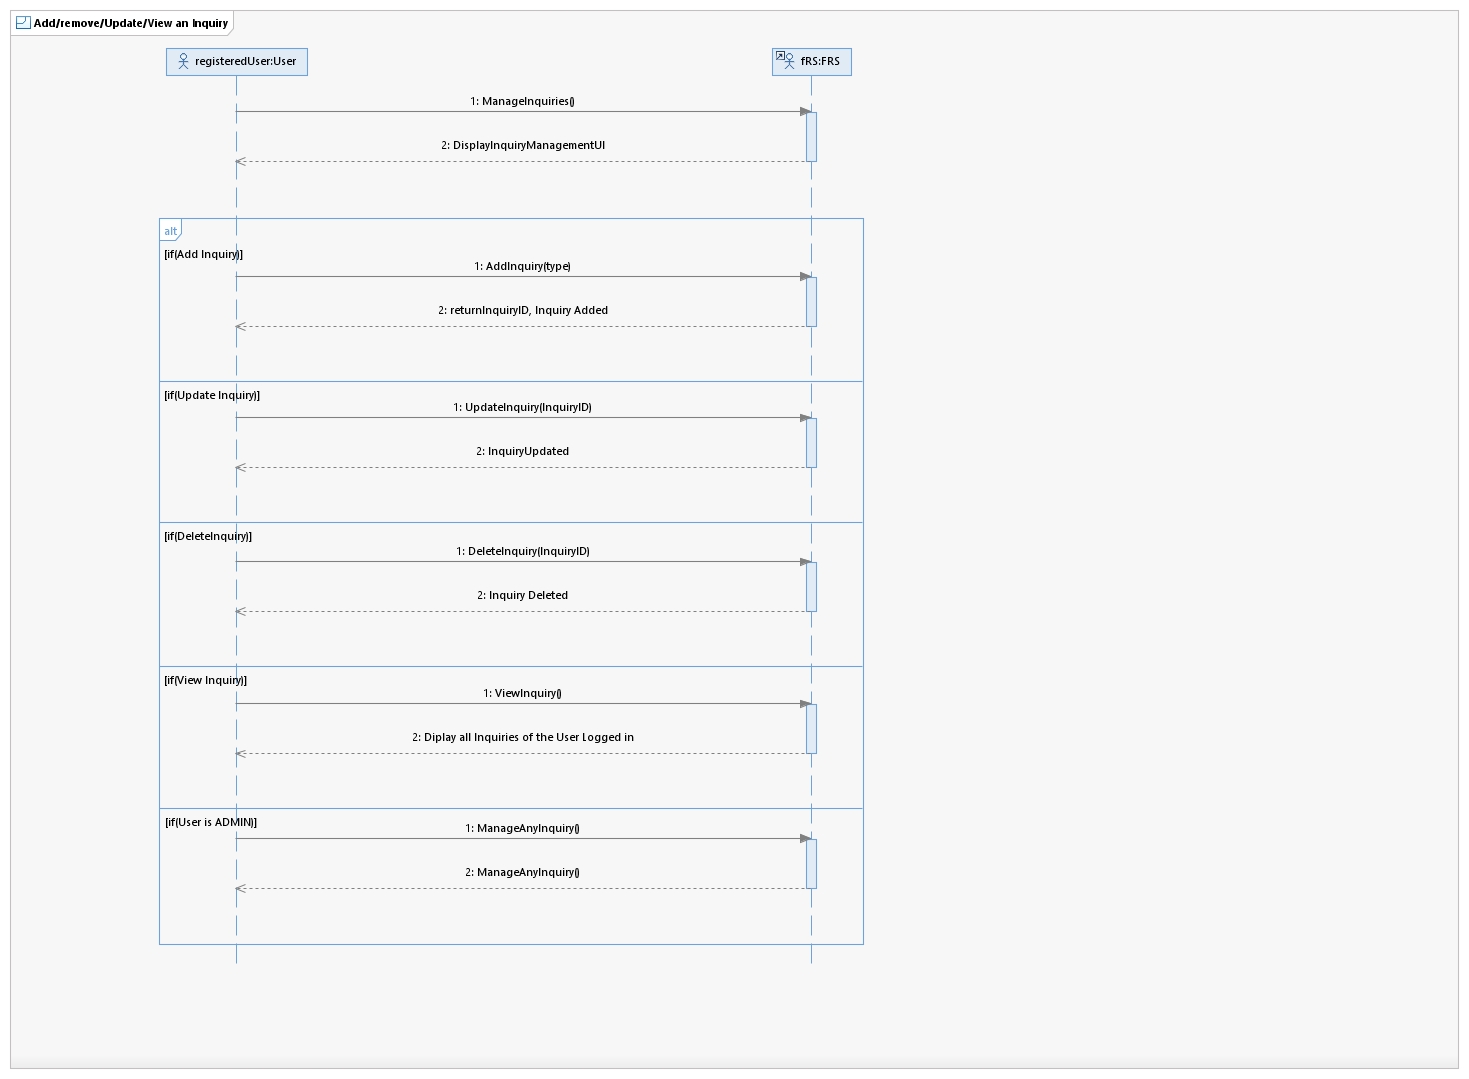 Add/remove/Update/View an Inquiry
registeredUser:User
fRS:FRS
1: ManageInquiries()
2: DisplayInquiryManagementUI
alt
[if(Add Inquiry)]
1: AddInquiry(type)
2: returnInquiryID, Inquiry Added
[if(Update Inquiry)]
1: UpdateInquiry(InquiryID)
2: InquiryUpdated
[if(DeleteInquiry)]
1: DeleteInquiry(InquiryID)
2: Inquiry Deleted
[if(View Inquiry)]
1: ViewInquiry()
2: Diplay all Inquiries of the User Logged in
[if(User is ADMIN)]
1: ManageAnyInquiry()
2: ManageAnyInquiry()